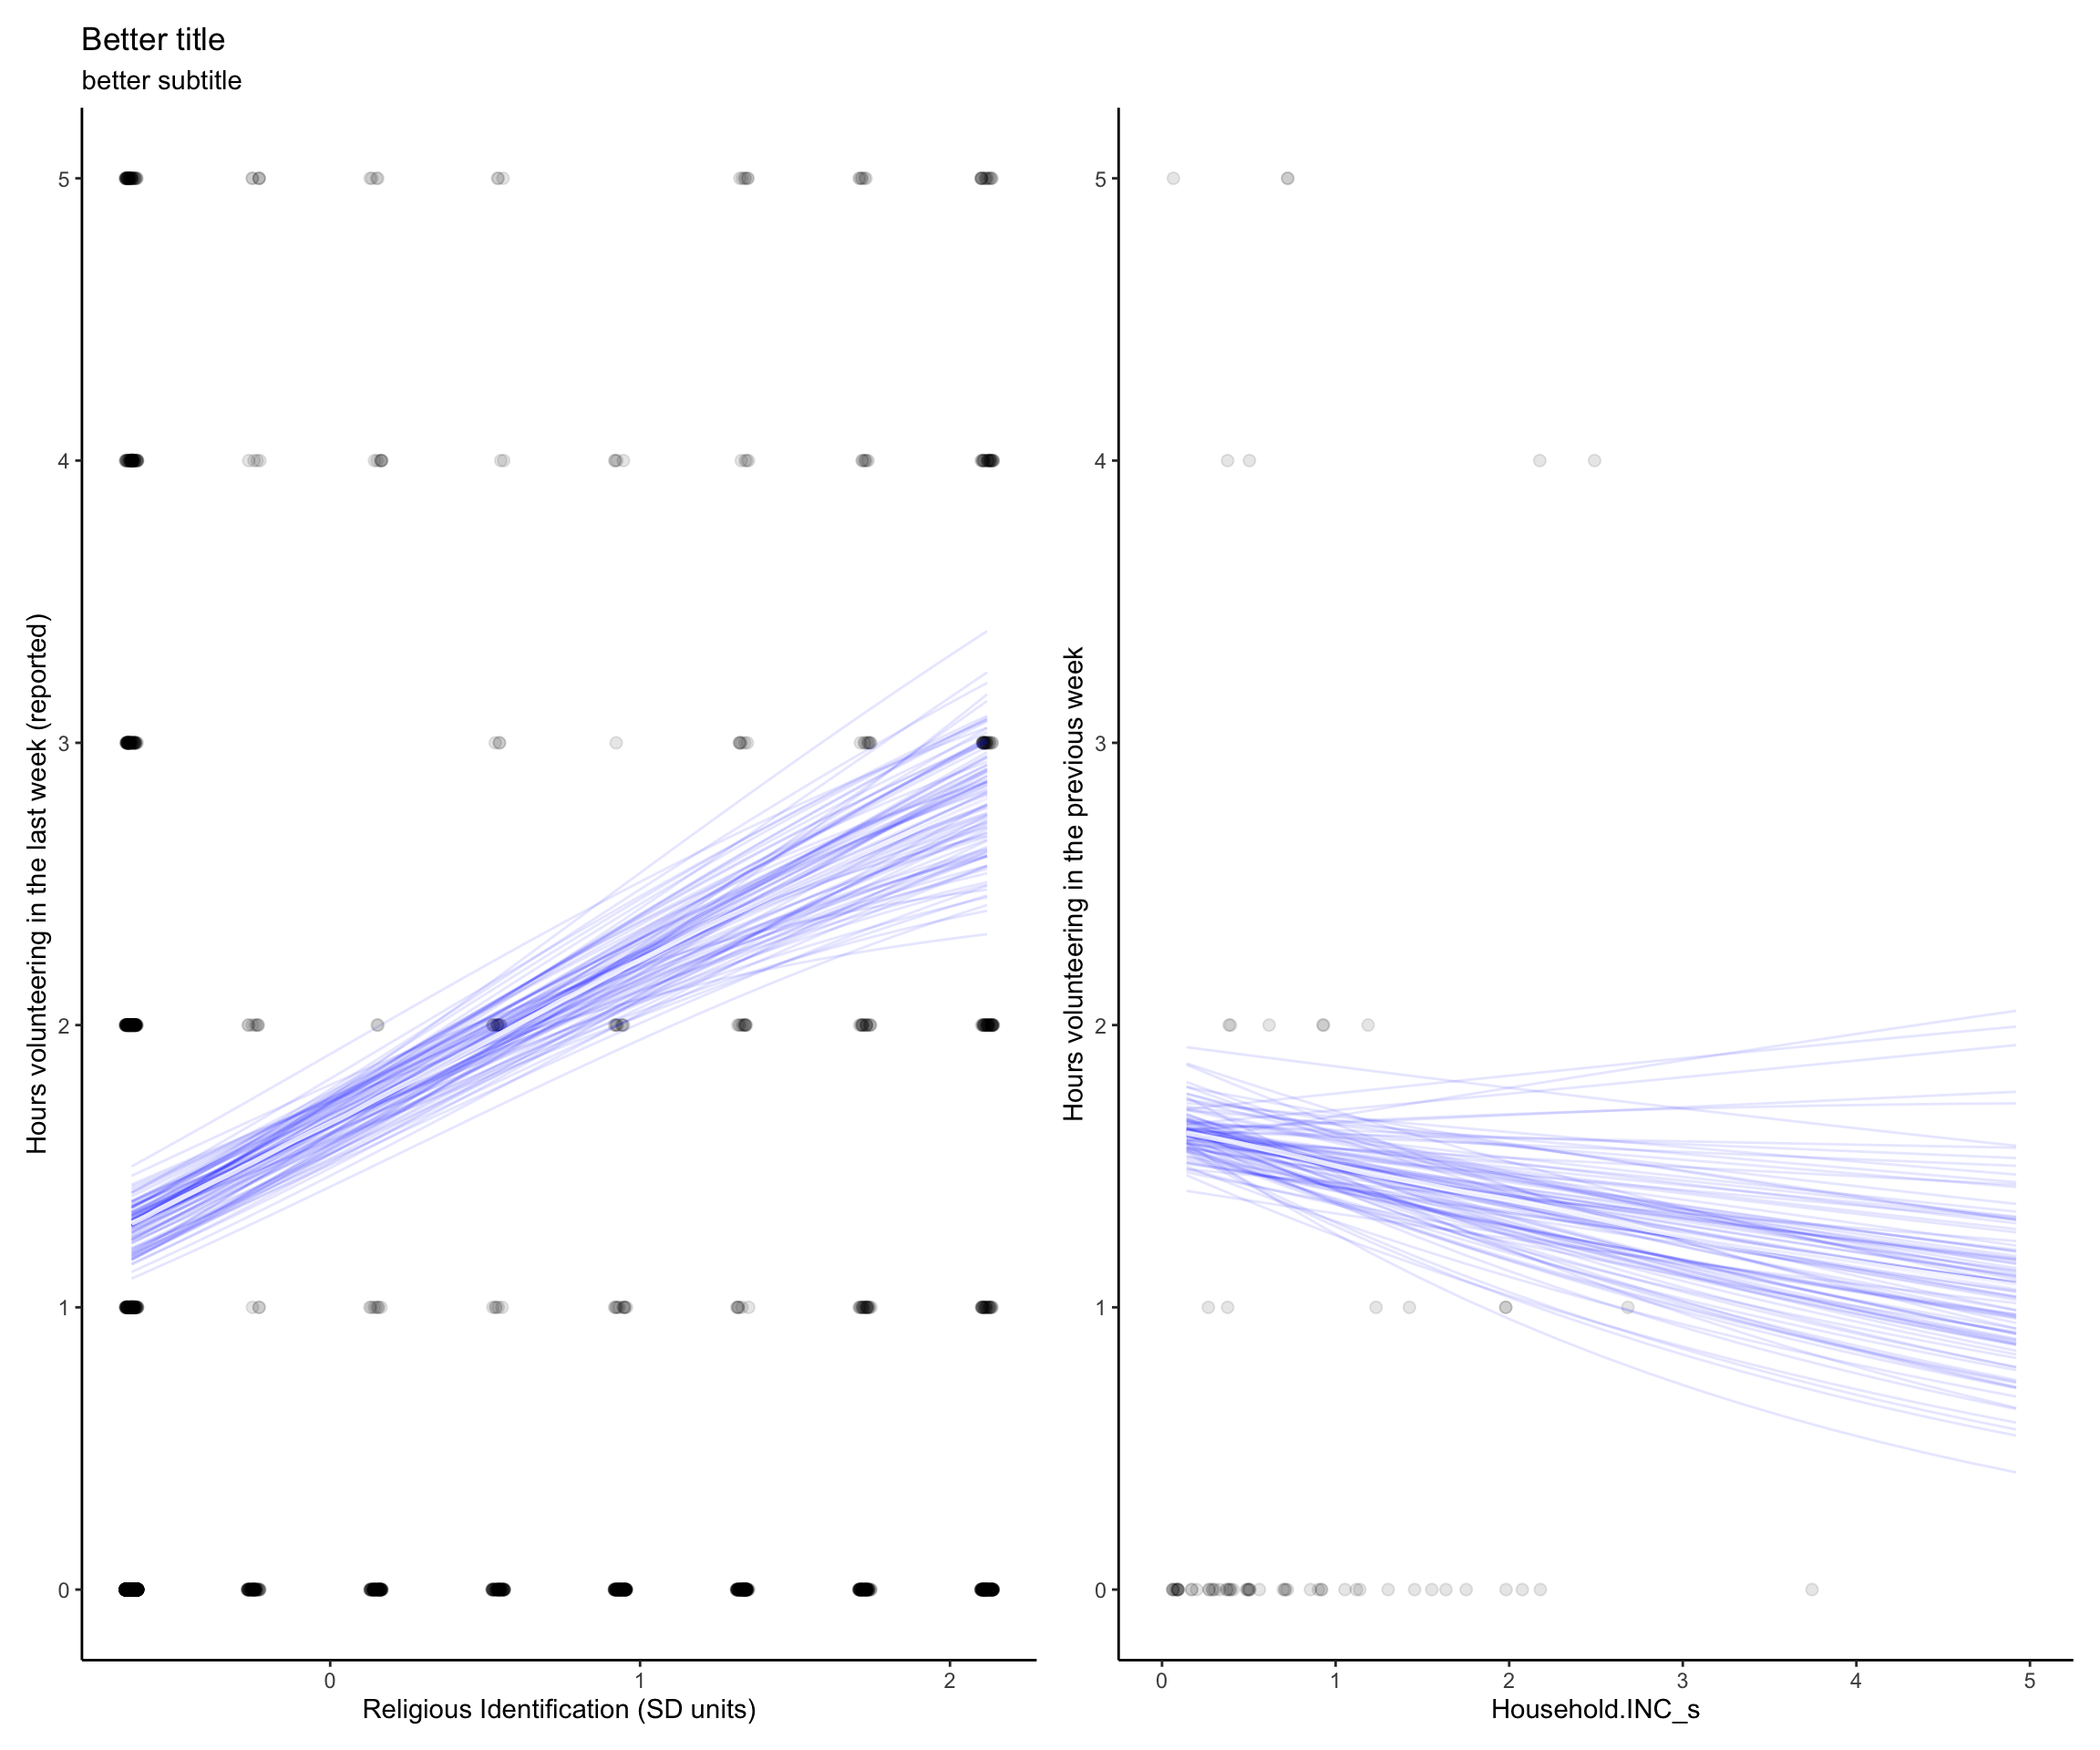 Better title
better subtitle
Hours volunteering in the last week (reported)
5
4
3
2
1
0
0 1 2
Religious Identification (SD units)
Hours volunteering in the previous week
5
4
3
2
1
0
0 1 2 3 4 5
Household.INC_s